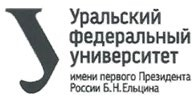 Уральский
федеральный
университет
имени первого Президента
России Б.Н.Ельцина